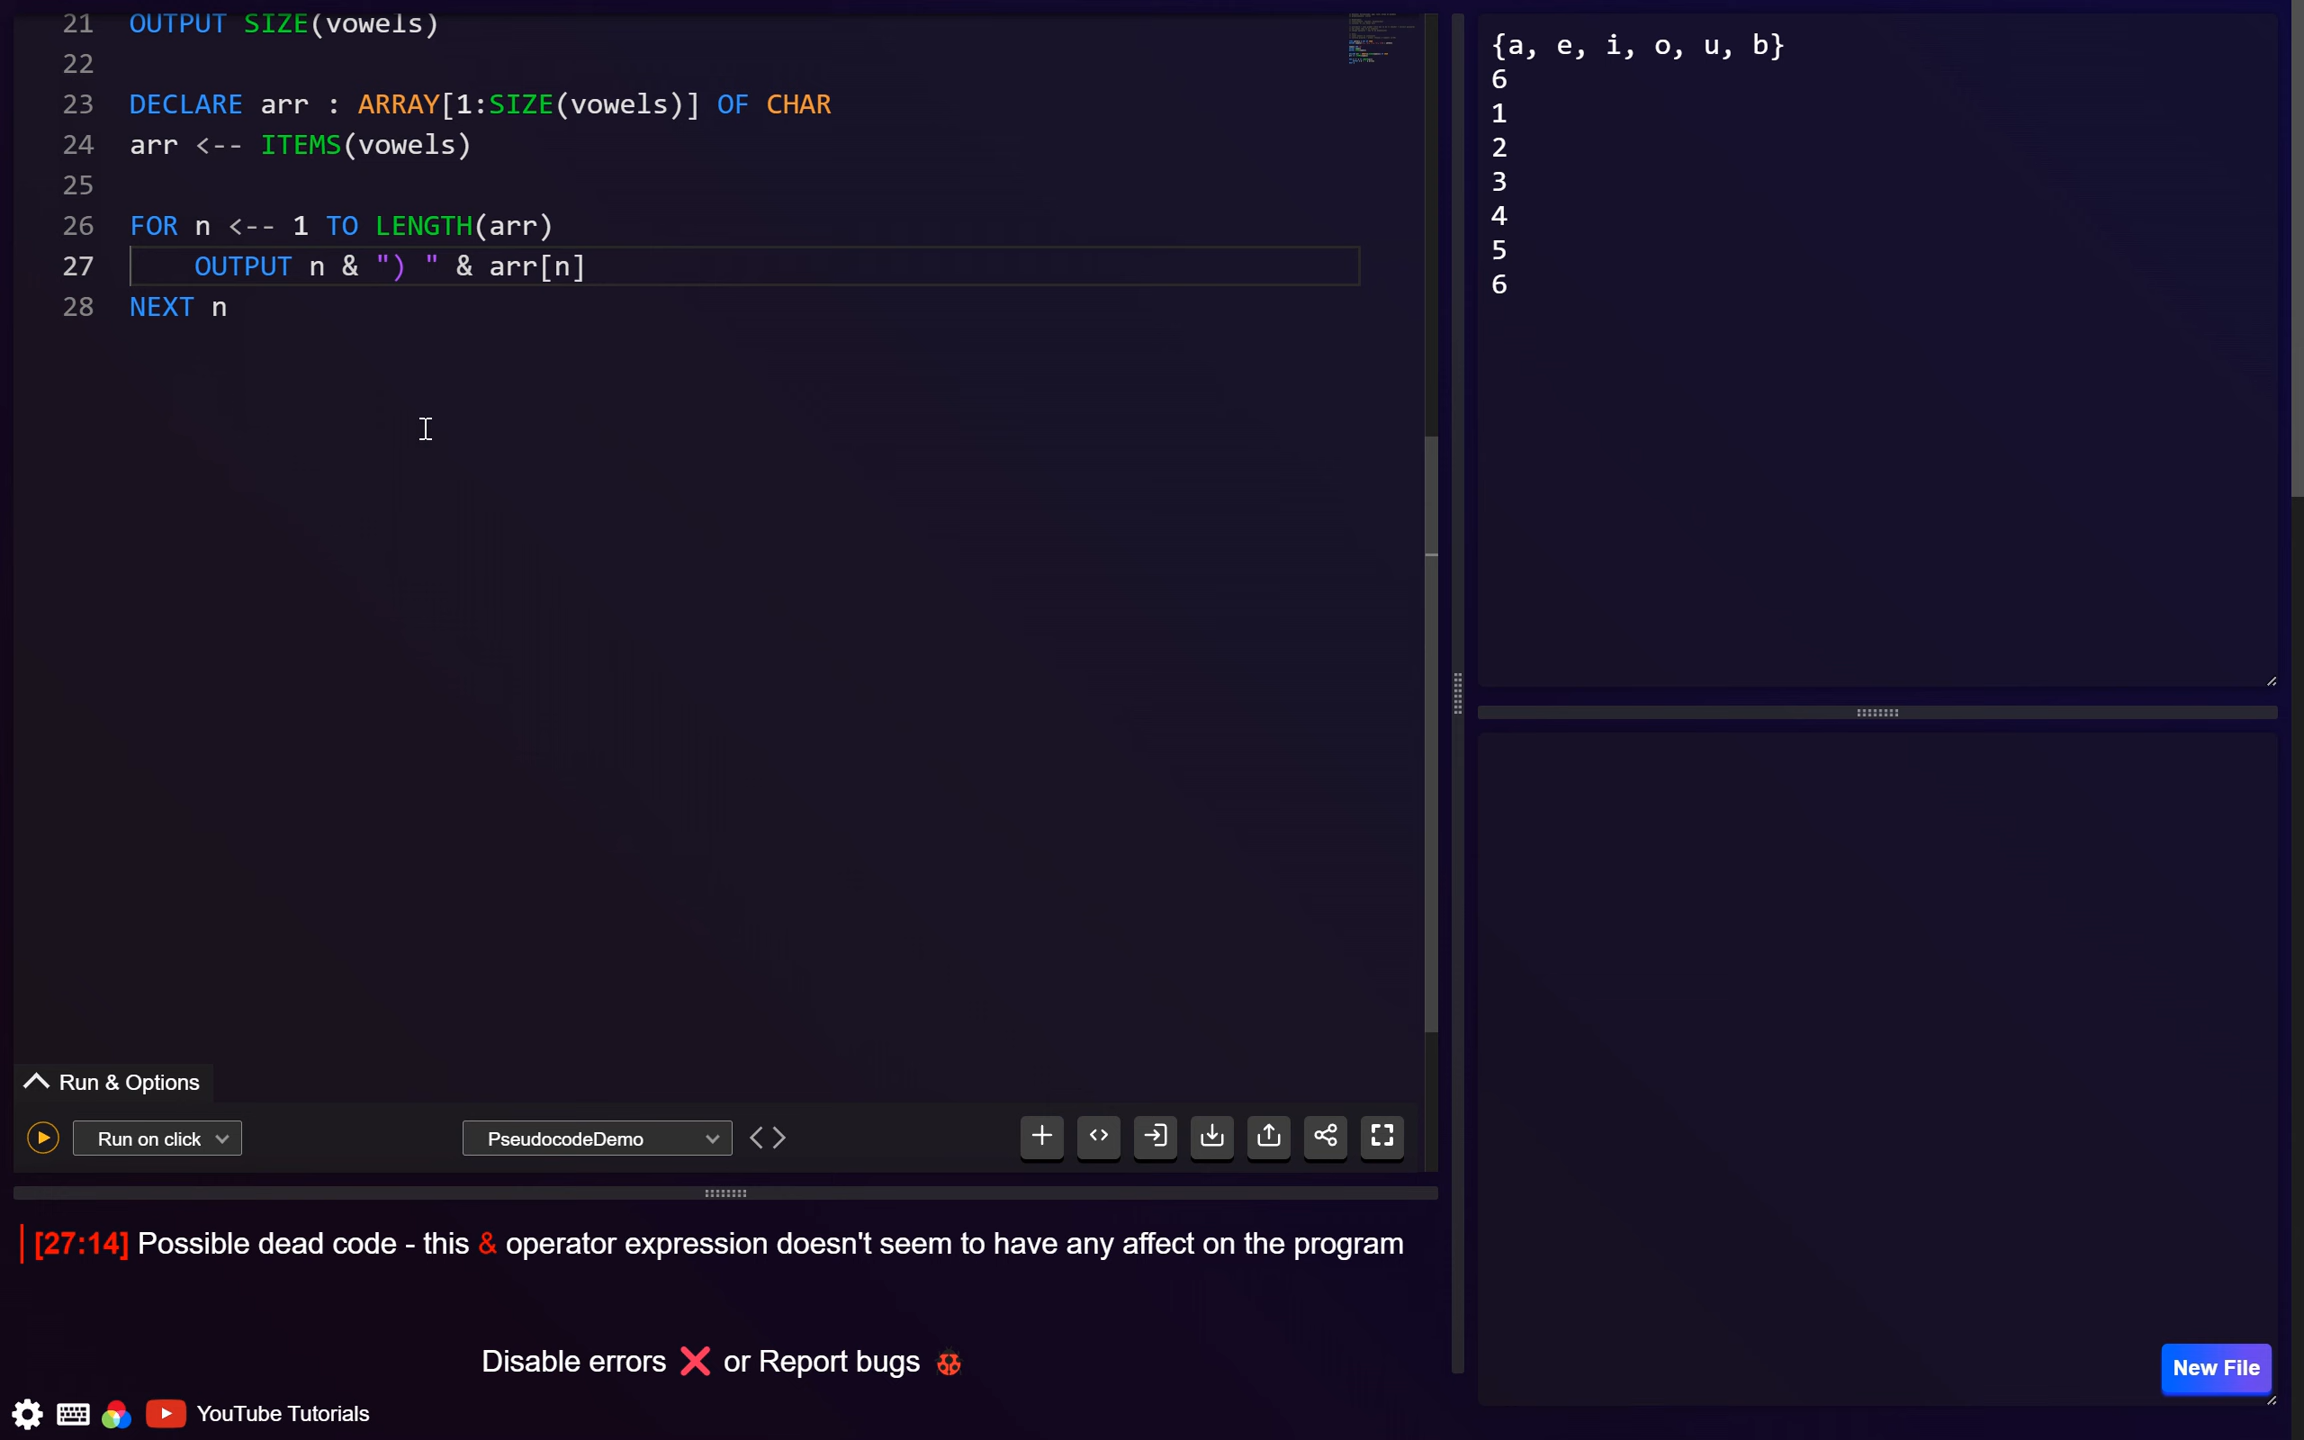 21 OUTPUT SIZE(vowels)
22
23 DECLARE arr : ARRAY[1:SIZE(vowels)] OF CHAR
24 arr <-- ITEMS(vowels)
25
26 FOR n <-- 1 TO LENGTH(arr)
27 OUTPUT n & ") " & arr[n]
28 NEXT n
{a, e, i, o, u, b}
6
1
2
3
4
5
6
Run & Options
Run on click
PseudocodeDemo
[27:14] Possible dead code - this & operator expression doesn't seem to have any affect on the program
Disable errors ❌ or Report bugs 🐞
YouTube Tutorials
New File